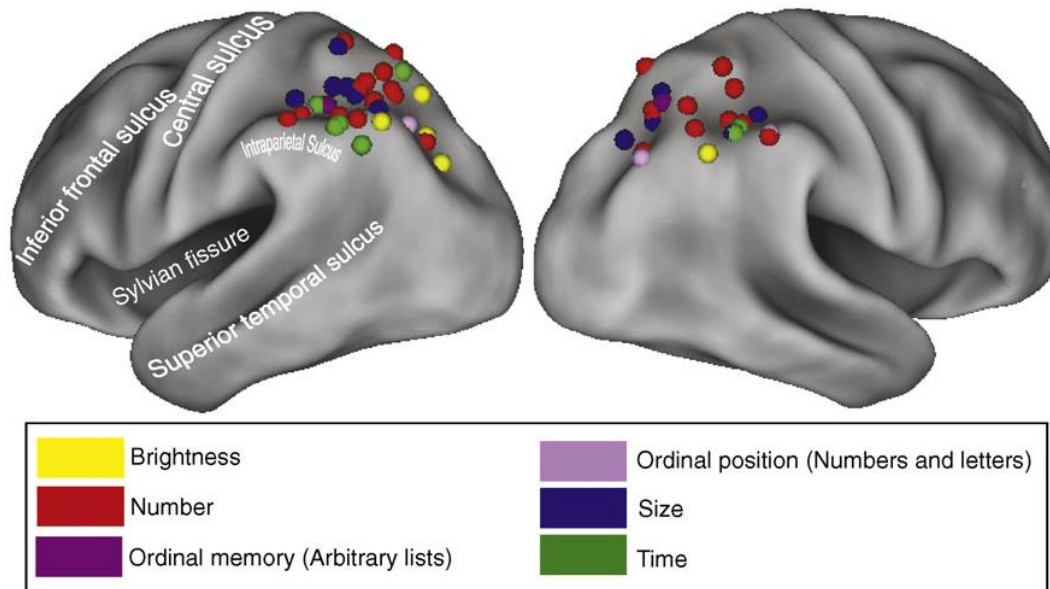 Inferior frontal sulcus
Central sulcus
Intraparietal Sulcus
Sylvian fissure
Superior temporal sulcus
Brightness
Number
Ordinal memory (Arbitrary lists)
Ordinal position (Numbers and letters)
Size
Time